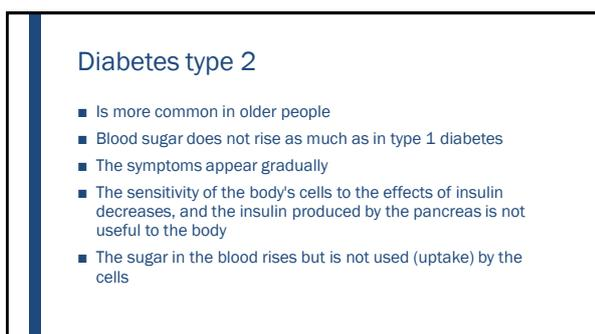 Diabetes type 2
■ Is more common in older people
■ Blood sugar does not rise as much as in type 1 diabetes
■ The symptoms appear gradually
■ The sensitivity of the body's cells to the effects of insulin
decreases, and the insulin produced by the pancreas is not
useful to the body
■ The sugar in the blood rises but is not used (uptake) by the
cells